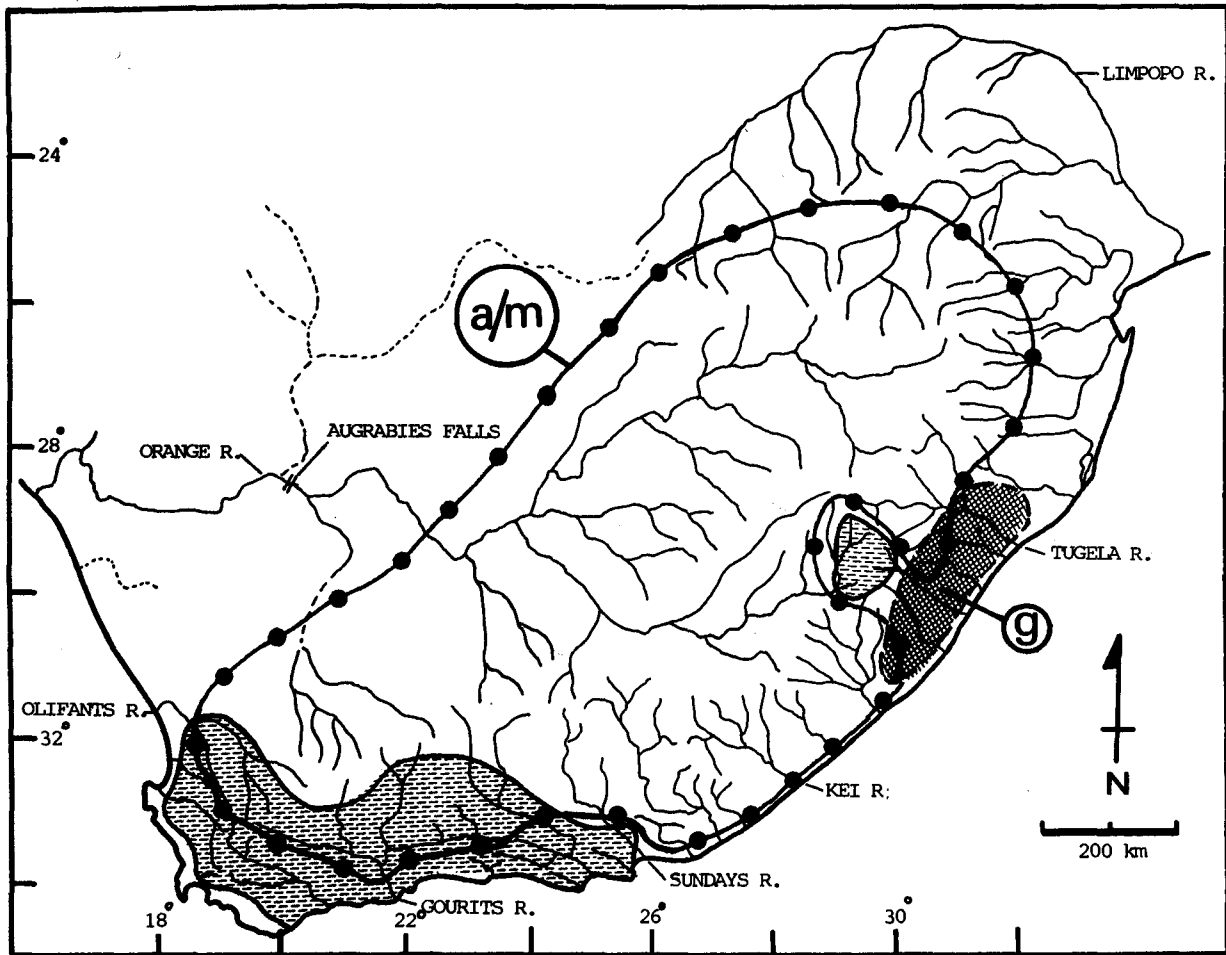 LIMPOPO R.
24°
a/m
28°
AUGRABIES FALLS
ORANGE R.
TUGELA R.
g
OLIFANTS R.
32°
KEI R.
N
200 km
SUNDAYS R.
GOURITS R.
18°
22°
26°
30°